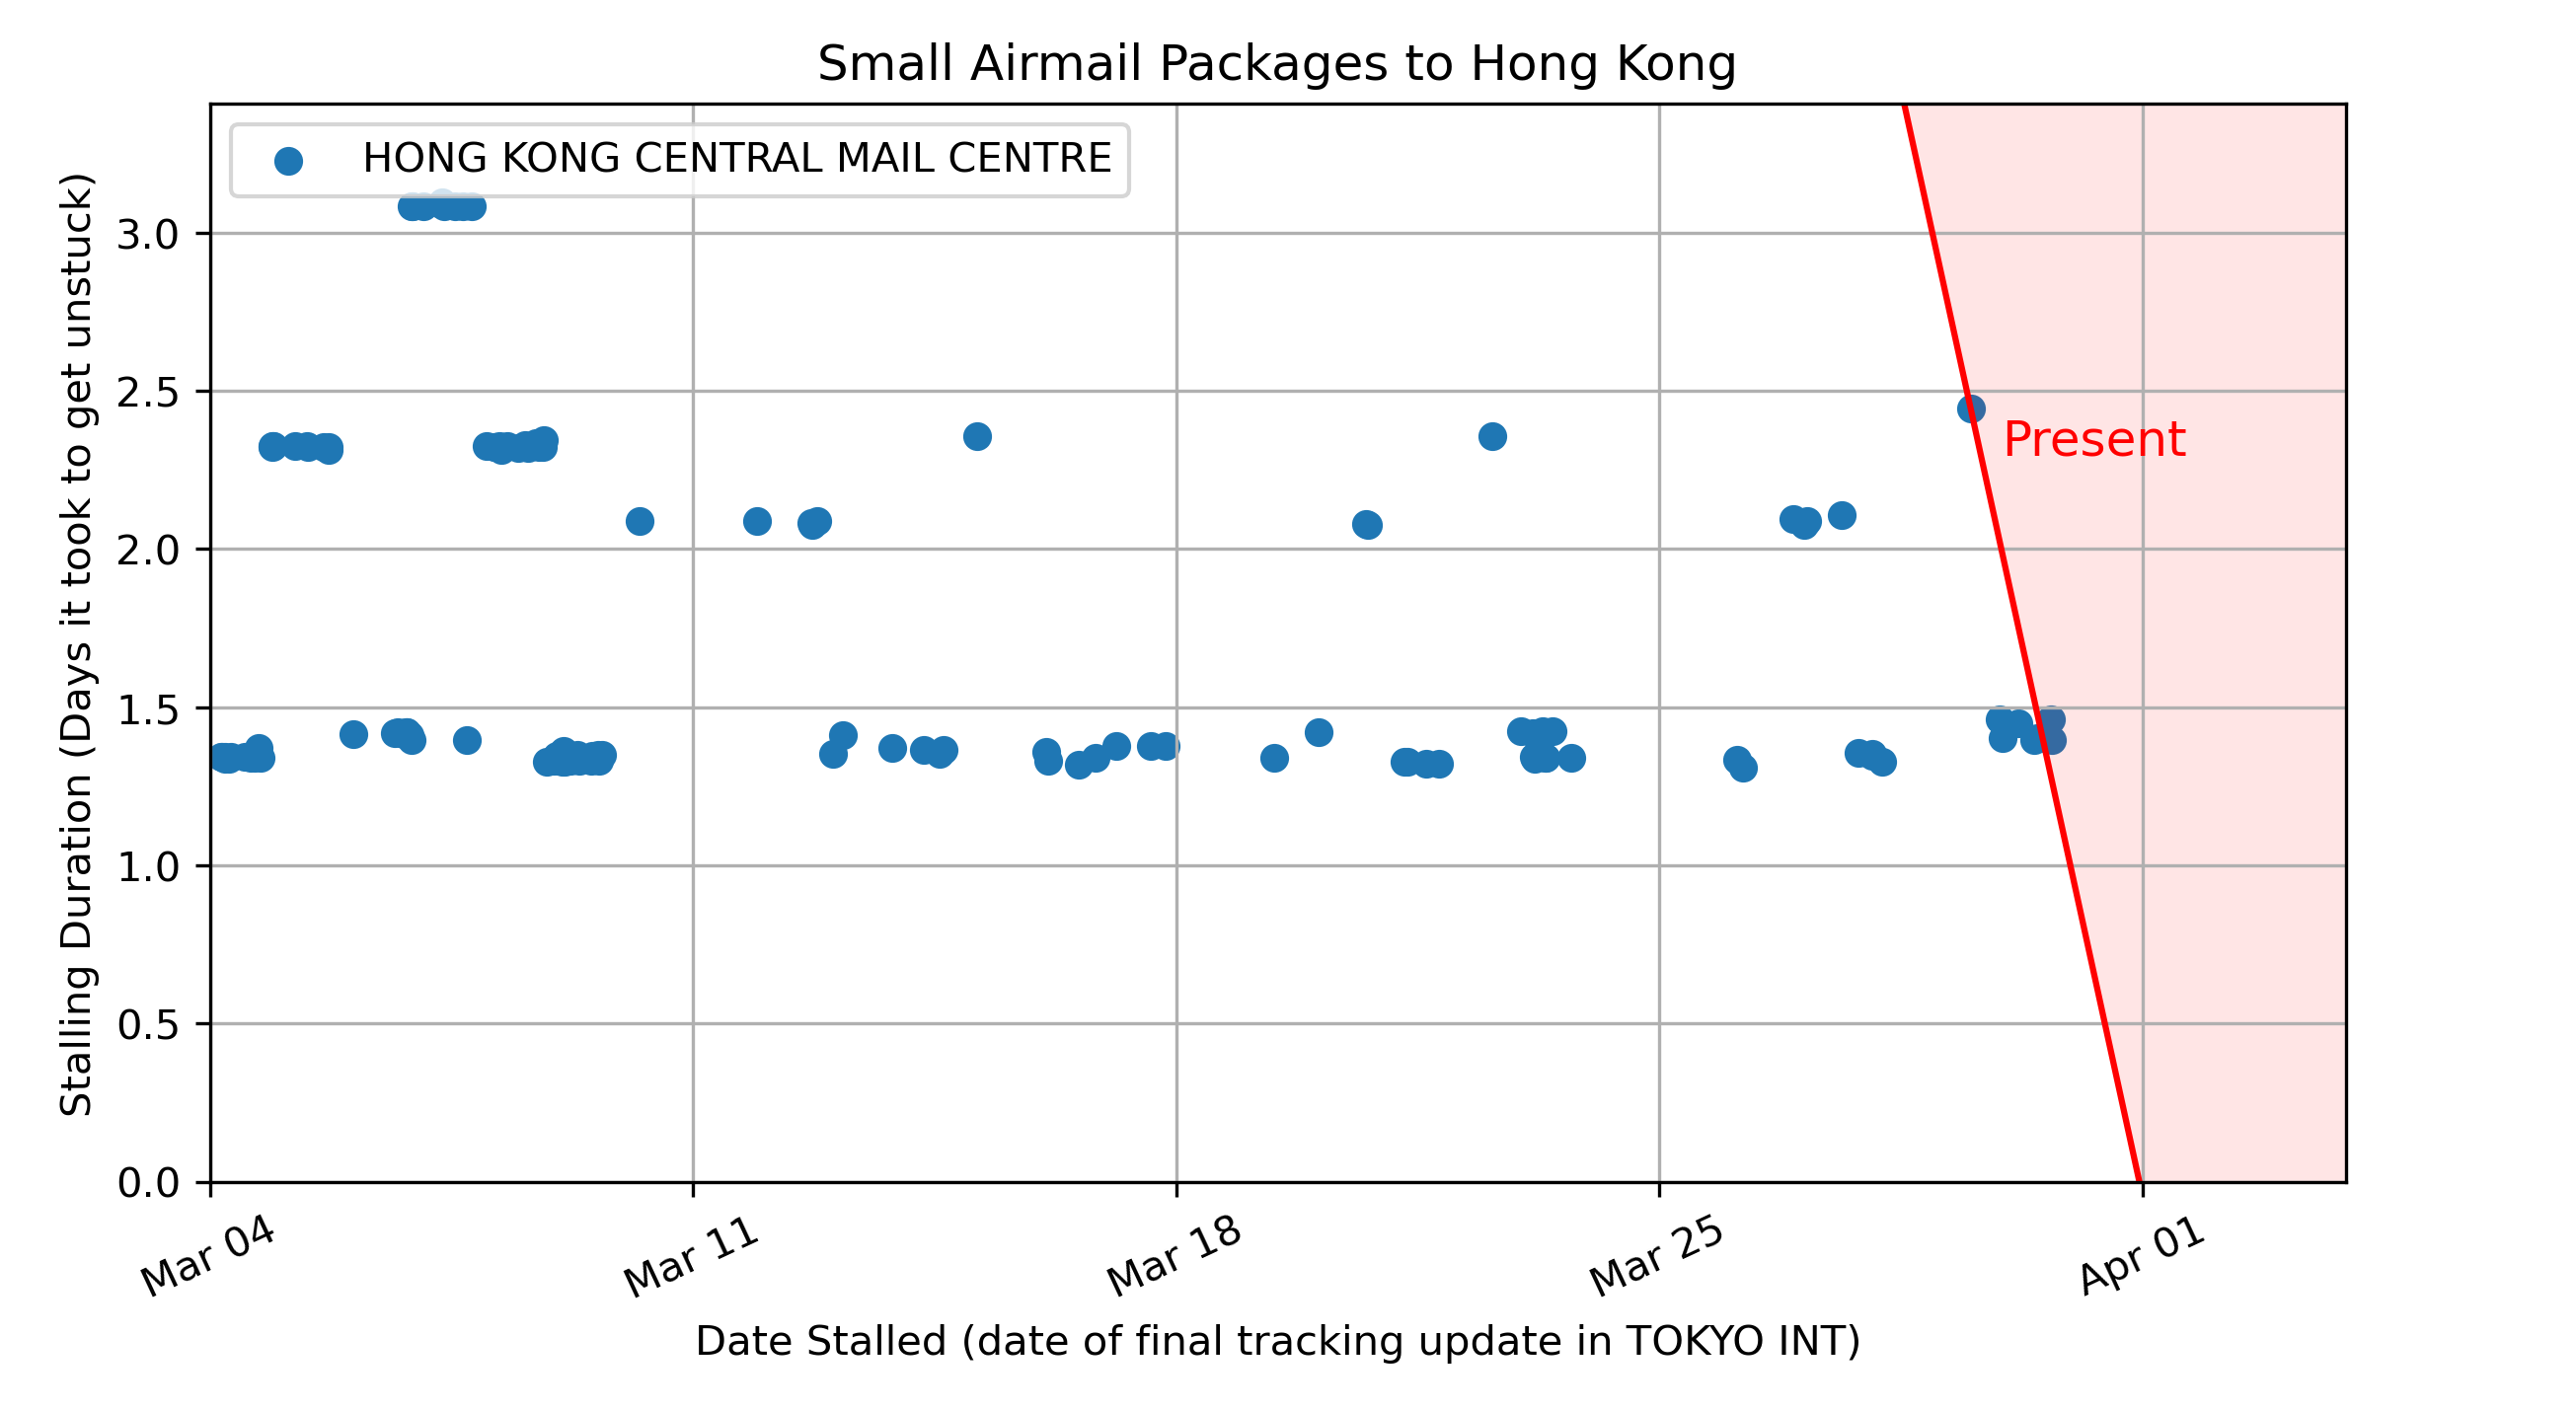 Small Airmail Packages to Hong Kong
HONG KONG CENTRAL MAIL CENTRE
Stalling Duration (Days it took to get unstuck)
3.0
2.5
2.0
1.5
1.0
0.5
0.0
Present
Mar 04
Mar 11
Mar 18
Mar 25
Apr 01
Date Stalled (date of final tracking update in TOKYO INT)